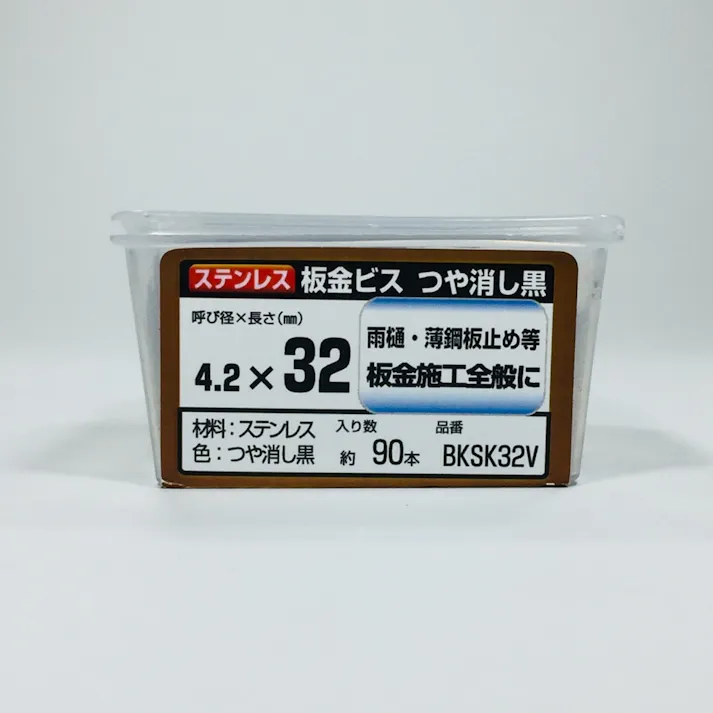 ステンレス 板金ビス つや消し黒
呼び径×長さ(㎜)
4.2×32
雨樋・薄鋼板止め等
板金施工全般に
材料:ステンレス
色:つや消し黒
入り数
約 90本
品番
BKSK32V